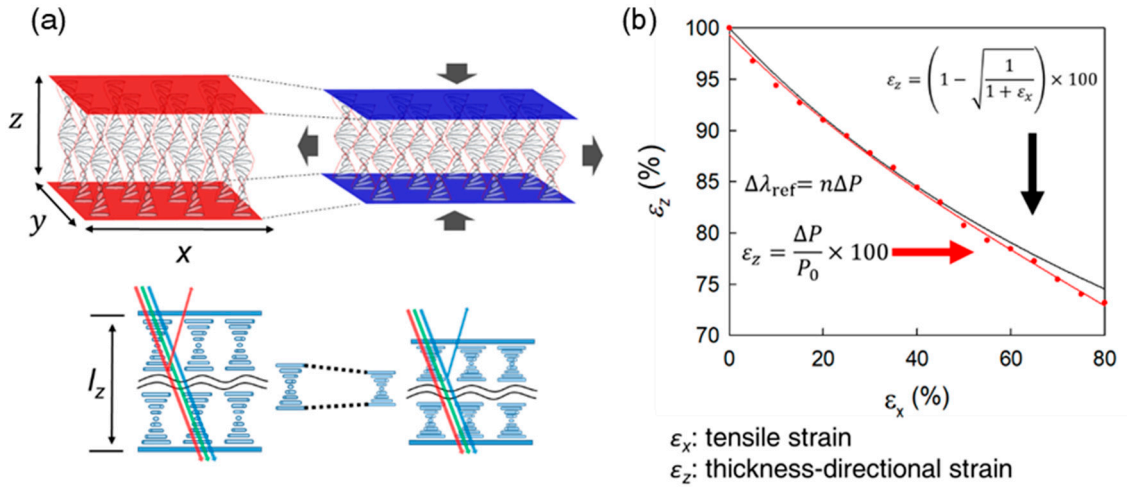 (a)
z
y
x
l_z
(b)
100
95
90
85
80
75
70
ε_z (%)
ε_z = (1 − √(1/(1 + ε_x))) × 100
Δλ_ref = nΔP
ε_z = ΔP/P_0 × 100
0 20 40 60 80
ε_x (%)
ε_x: tensile strain
ε_z: thickness-directional strain